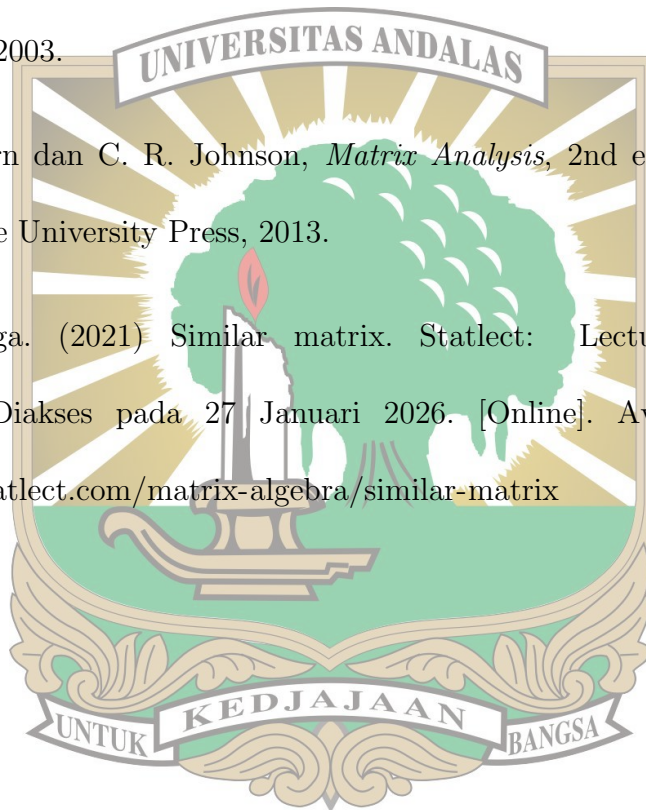 2003.
UNIVERSITAS ANDALAS
rn dan C. R. Johnson, Matrix Analysis, 2nd e
e University Press, 2013.
ga. (2021) Similar matrix. Statlect: Lectu
Diakses pada 27 Januari 2026. [Online]. Av
atlect.com/matrix-algebra/similar-matrix
UNTUK KEDJAJAAN BANGSA